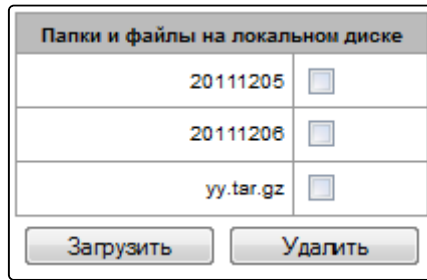 Папки и файлы на локальном диске
20111205
20111206
yy.tar.gz
Загрузить Удалить